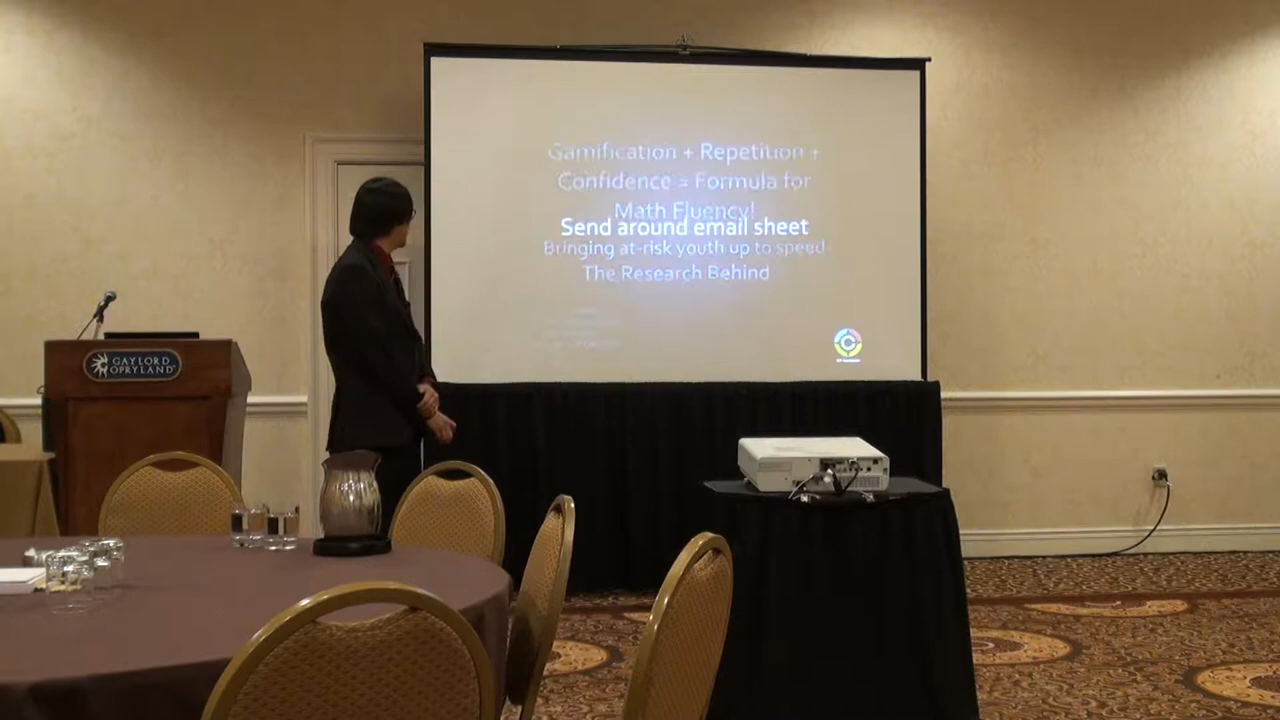 Gamification + Repetition +
Confidence = Formula for
Math Fluency!
Send around email sheet
Bringing at-risk youth up to speed
The Research Behind
GAYLORD
OPRYLAND